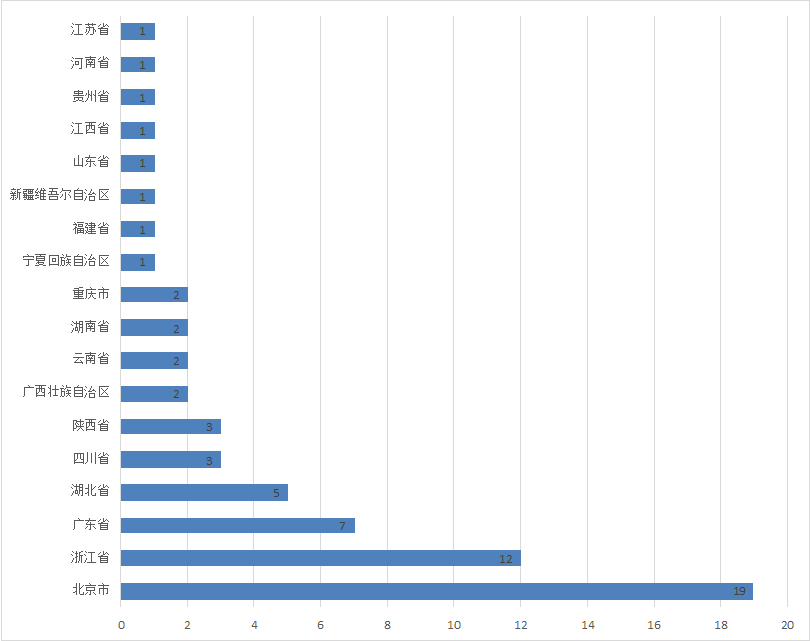 江苏省 1
河南省 1
贵州省 1
江西省 1
山东省 1
新疆维吾尔自治区 1
福建省 1
宁夏回族自治区 1
重庆市 2
湖南省 2
云南省 2
广西壮族自治区 2
陕西省 3
四川省 3
湖北省 5
广东省 7
浙江省 12
北京市 19
0 2 4 6 8 10 12 14 16 18 20